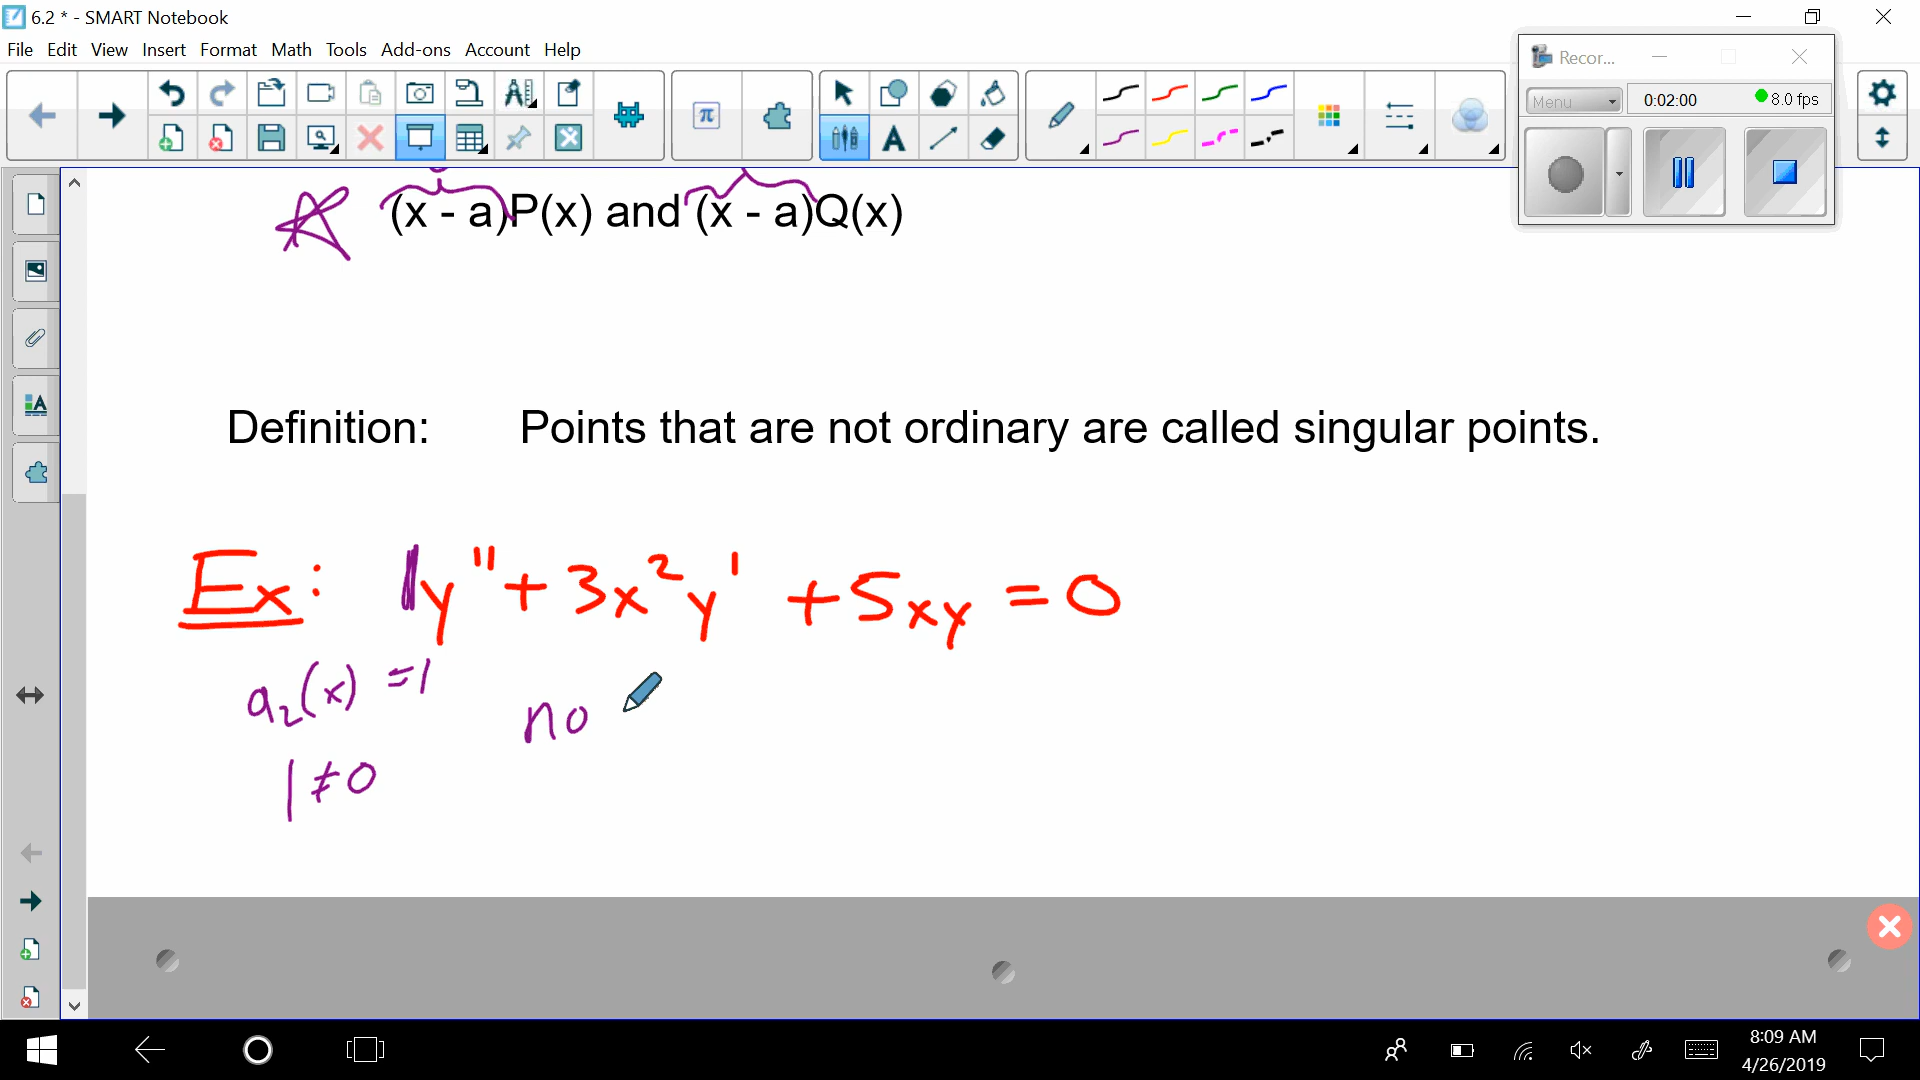 6.2 * - SMART Notebook
File Edit View Insert Format Math Tools Add-ons Account Help
Recor...
Menu
0:02:00
8.0 fps
π
A
A
(x - a)P(x) and (x - a)Q(x)
Definition: Points that are not ordinary are called singular points.
Ex: 1y" + 3x²y' + 5xy = 0
a₂(x) = 1
no
1 ≠ 0
8:09 AM
4/26/2019